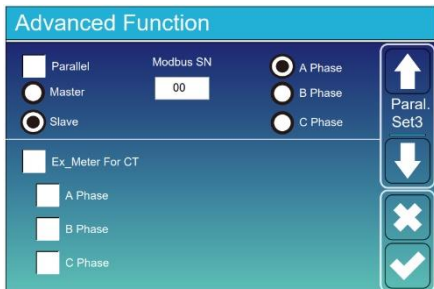 Advanced Function
Parallel
Modbus SN
A Phase
Master
00
B Phase
Slave
C Phase
Paral.
Set3
Ex_Meter For CT
A Phase
B Phase
C Phase